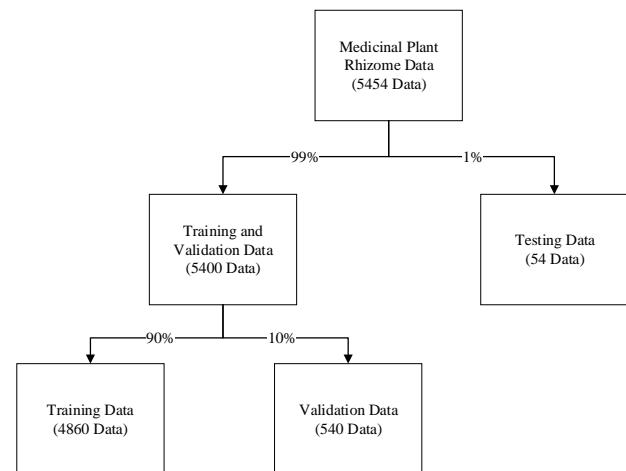 Medicinal Plant
Rhizome Data
(5454 Data)
99%
1%
Training and
Validation Data
(5400 Data)
Testing Data
(54 Data)
90%
10%
Training Data
(4860 Data)
Validation Data
(540 Data)